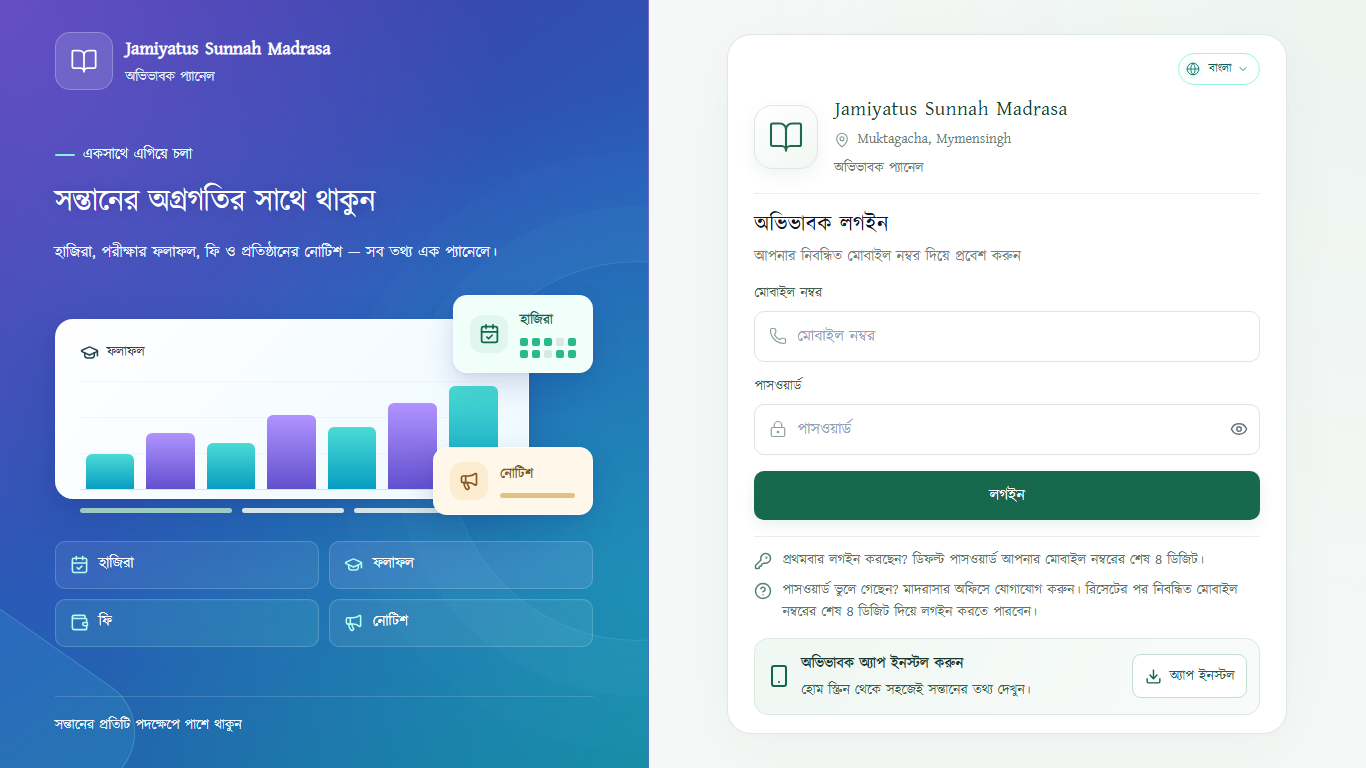 Jamiyatus Sunnah Madrasa
অভিভাবক প্যানেল
একসাথে এগিয়ে চলা
সন্তানের অগ্রগতির সাথে থাকুন
হাজিরা, পরীক্ষার ফলাফল, ফি ও প্রতিষ্ঠানের নোটিশ — সব তথ্য এক প্যানেলে।
হাজিরা
ফলাফল
নোটিশ
হাজিরা
ফলাফল
ফি
নোটিশ
সন্তানের প্রতিটি পদক্ষেপে পাশে থাকুন
বাংলা
Jamiyatus Sunnah Madrasa
Muktagacha, Mymensingh
অভিভাবক প্যানেল
অভিভাবক লগইন
আপনার নিবন্ধিত মোবাইল নম্বর দিয়ে প্রবেশ করুন
মোবাইল নম্বর
মোবাইল নম্বর
পাসওয়ার্ড
পাসওয়ার্ড
লগইন
প্রথমবার লগইন করছেন? ডিফল্ট পাসওয়ার্ড আপনার মোবাইল নম্বরের শেষ ৪ ডিজিট।
পাসওয়ার্ড ভুলে গেছেন? মাদরাসার অফিসে যোগাযোগ করুন। রিসেটের পর নিবন্ধিত মোবাইল
নম্বরের শেষ ৪ ডিজিট দিয়ে লগইন করতে পারবেন।
অভিভাবক অ্যাপ ইনস্টল করুন
হোম স্ক্রিন থেকে সহজেই সন্তানের তথ্য দেখুন।
অ্যাপ ইনস্টল